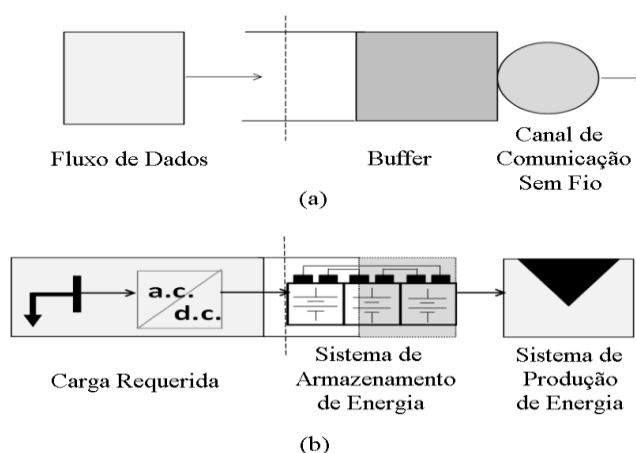 Fluxo de Dados
Buffer
Canal de
Comunicação
Sem Fio
(a)
a.c.
d.c.
Carga Requerida
Sistema de
Armazenamento
de Energia
Sistema de
Produção
de Energia
(b)